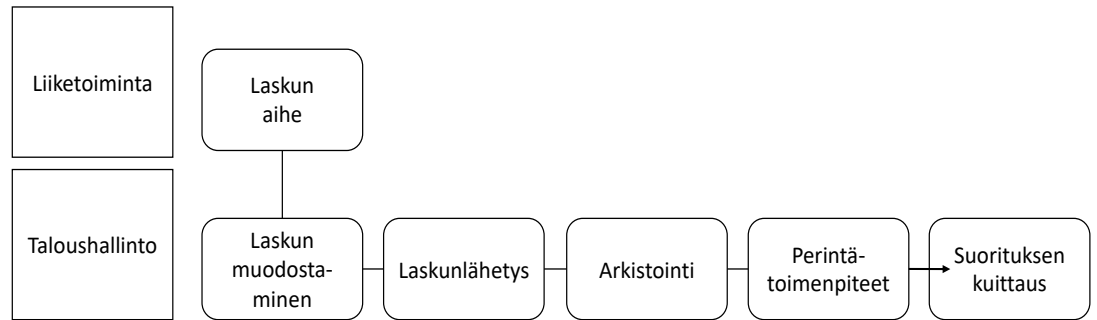 Liiketoiminta
Laskun
aihe
Taloushallinto
Laskun
muodosta-
minen
Laskunlähetys
Arkistointi
Perintä-
toimenpiteet
Suorituksen
kuittaus